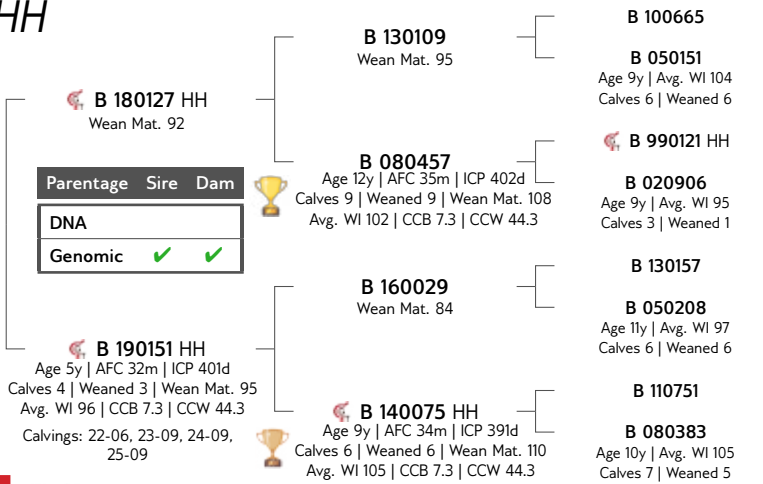 HH
B 180127 HH
Wean Mat. 92
Parentage Sire Dam
DNA
Genomic ✔ ✔
B 190151 HH
Age 5y | AFC 32m | ICP 401d
Calves 4 | Weaned 3 | Wean Mat. 95
Avg. WI 96 | CCB 7.3 | CCW 44.3
Calvings: 22-06, 23-09, 24-09,
25-09
B 130109
Wean Mat. 95
B 080457
Age 12y | AFC 35m | ICP 402d
Calves 9 | Weaned 9 | Wean Mat. 108
Avg. WI 102 | CCB 7.3 | CCW 44.3
B 160029
Wean Mat. 84
B 140075 HH
Age 9y | AFC 34m | ICP 391d
Calves 6 | Weaned 6 | Wean Mat. 110
Avg. WI 105 | CCB 7.3 | CCW 44.3
B 100665
B 050151
Age 9y | Avg. WI 104
Calves 6 | Weaned 6
B 990121 HH
B 020906
Age 9y | Avg. WI 95
Calves 3 | Weaned 1
B 130157
B 050208
Age 11y | Avg. WI 97
Calves 6 | Weaned 6
B 110751
B 080383
Age 10y | Avg. WI 105
Calves 7 | Weaned 5